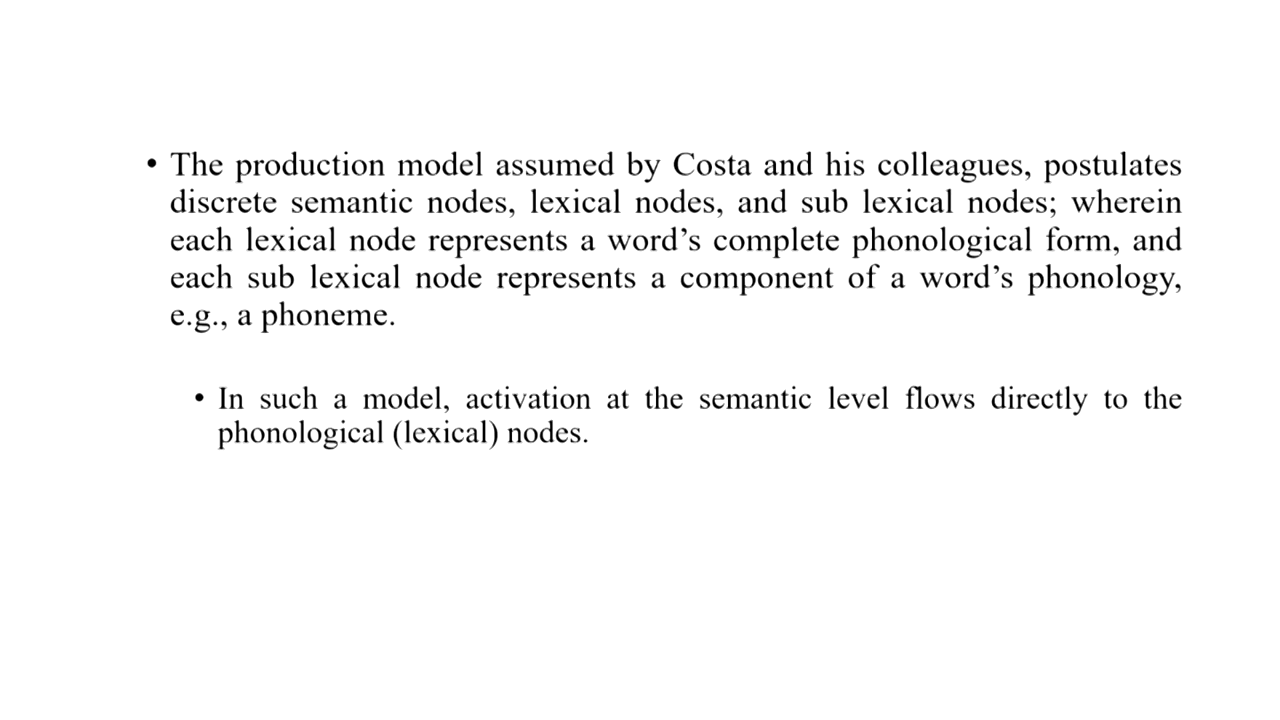 • The production model assumed by Costa and his colleagues, postulates
discrete semantic nodes, lexical nodes, and sub lexical nodes; wherein
each lexical node represents a word’s complete phonological form, and
each sub lexical node represents a component of a word’s phonology,
e.g., a phoneme.
• In such a model, activation at the semantic level flows directly to the
phonological (lexical) nodes.